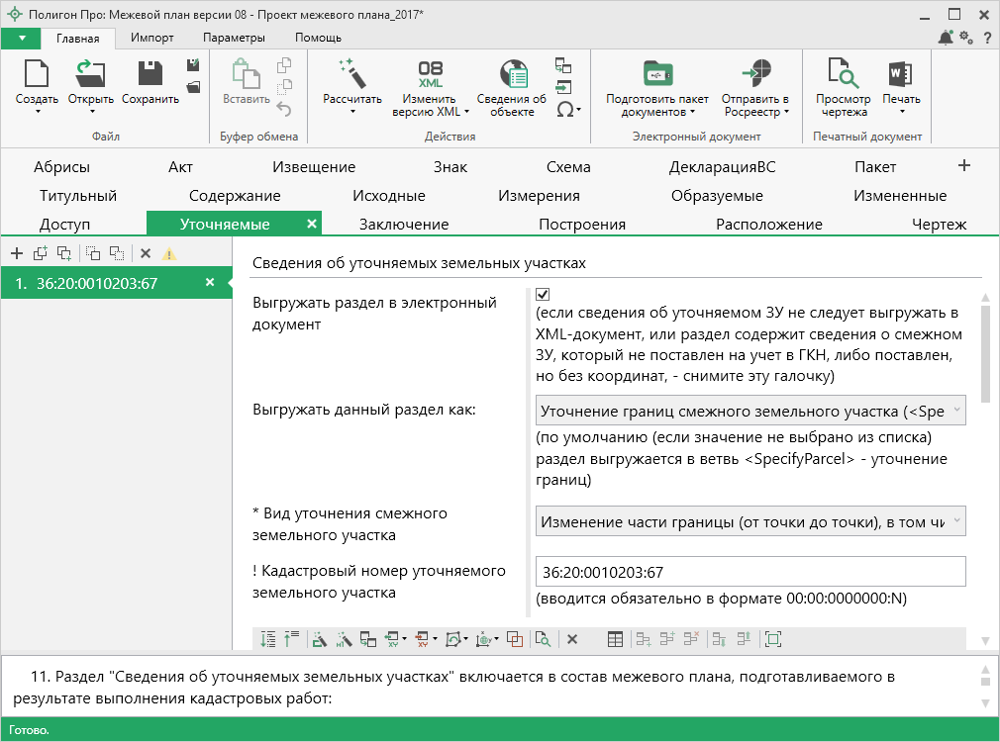 Полигон Про: Межевой план версии 08 - Проект межевого плана_2017*
Главная Импорт Параметры Помощь
?
08
XML
Создать Открыть Сохранить Вставить Рассчитать Изменить версию XML Сведения об объекте Подготовить пакет документов Отправить в Росреестр Просмотр чертежа Печать
Файл Буфер обмена Действия Электронный документ Печатный документ
Абрисы Акт Извещение Знак Схема ДекларацияВС Пакет
Титульный Содержание Исходные Измерения Образуемые Измененные
Доступ Уточняемые Заключение Построения Расположение Чертеж
1. 36:20:0010203:67
Сведения об уточняемых земельных участках
Выгружать раздел в электронный
документ
(если сведения об уточняемом ЗУ не следует выгружать в
XML-документ, или раздел содержит сведения о смежном
ЗУ, который не поставлен на учет в ГКН, либо поставлен,
но без координат, - снимите эту галочку)
Выгружать данный раздел как:
Уточнение границ смежного земельного участка (<Spe
(по умолчанию (если значение не выбрано из списка)
раздел выгружается в ветвь <SpecifyParcel> - уточнение
границ)
* Вид уточнения смежного
земельного участка
Изменение части границы (от точки до точки), в том чи
! Кадастровый номер уточняемого
земельного участка
36:20:0010203:67
(вводится обязательно в формате 00:00:0000000:N)
11. Раздел "Сведения об уточняемых земельных участках" включается в состав межевого плана, подготавливаемого в
результате выполнения кадастровых работ:
Готово.